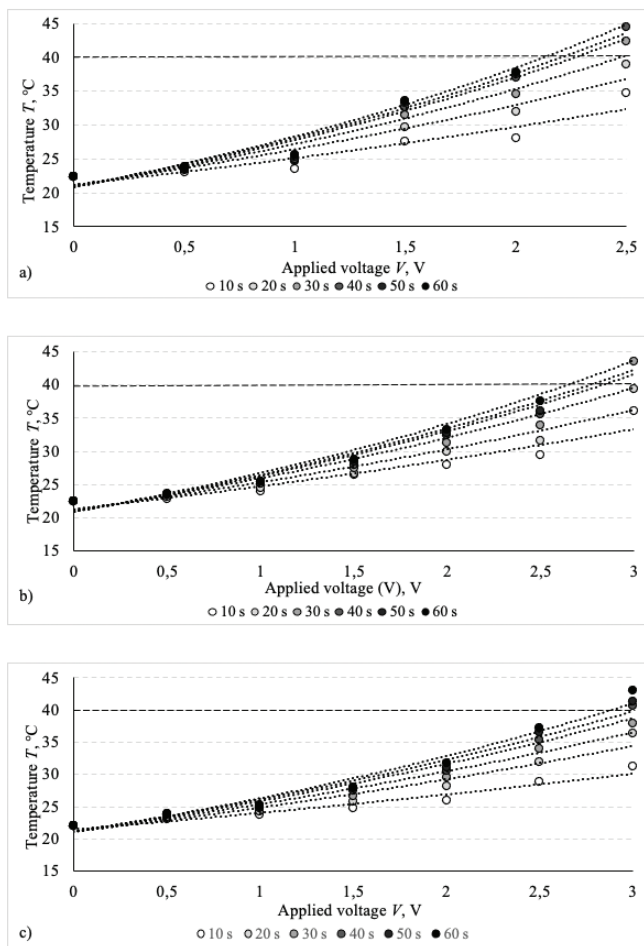 45
40
35
30
25
20
15
Temperature T, °C
0 0,5 1 1,5 2 2,5
Applied voltage V, V
a)
10 s 20 s 30 s 40 s 50 s 60 s
45
40
35
30
25
20
15
Temperature T, °C
0 0,5 1 1,5 2 2,5 3
Applied voltage (V), V
b)
10 s 20 s 30 s 40 s 50 s 60 s
45
40
35
30
25
20
15
Temperature T, °C
0 0,5 1 1,5 2 2,5 3
Applied voltage V, V
c)
10 s 20 s 30 s 40 s 50 s 60 s